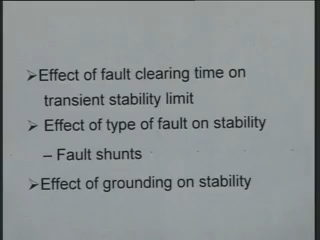 ➢Effect of fault clearing time on
transient stability limit
➢ Effect of type of fault on stability
– Fault shunts
➢Effect of grounding on stability